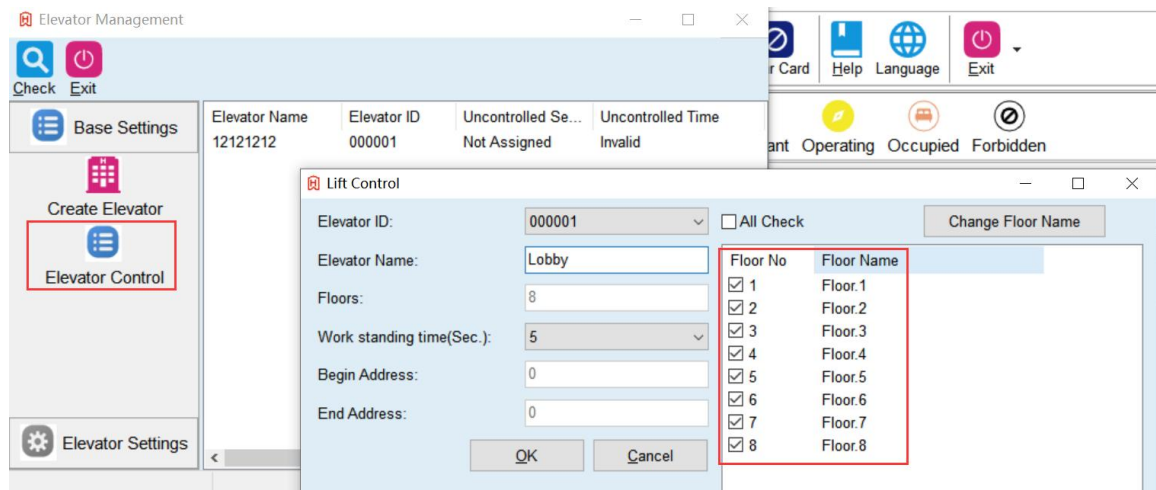 Elevator Management
Check Exit
Base Settings
Create Elevator
Elevator Control
Elevator Settings
Elevator Name Elevator ID Uncontrolled Se... Uncontrolled Time
12121212 000001 Not Assigned Invalid
r Card Help Language Exit
ant Operating Occupied Forbidden
Lift Control
Elevator ID: 000001
Elevator Name: Lobby
Floors: 8
Work standing time(Sec.): 5
Begin Address: 0
End Address: 0
OK Cancel
All Check Change Floor Name
Floor No Floor Name
1 Floor.1
2 Floor.2
3 Floor.3
4 Floor.4
5 Floor.5
6 Floor.6
7 Floor.7
8 Floor.8